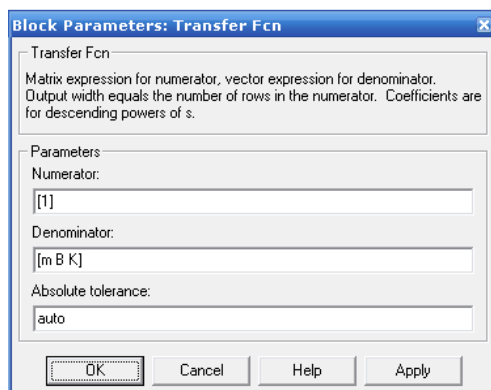 Block Parameters: Transfer Fcn
Transfer Fcn
Matrix expression for numerator, vector expression for denominator.
Output width equals the number of rows in the numerator. Coefficients are
for descending powers of s.
Parameters
Numerator:
[1]
Denominator:
[m B K]
Absolute tolerance:
auto
OK Cancel Help Apply